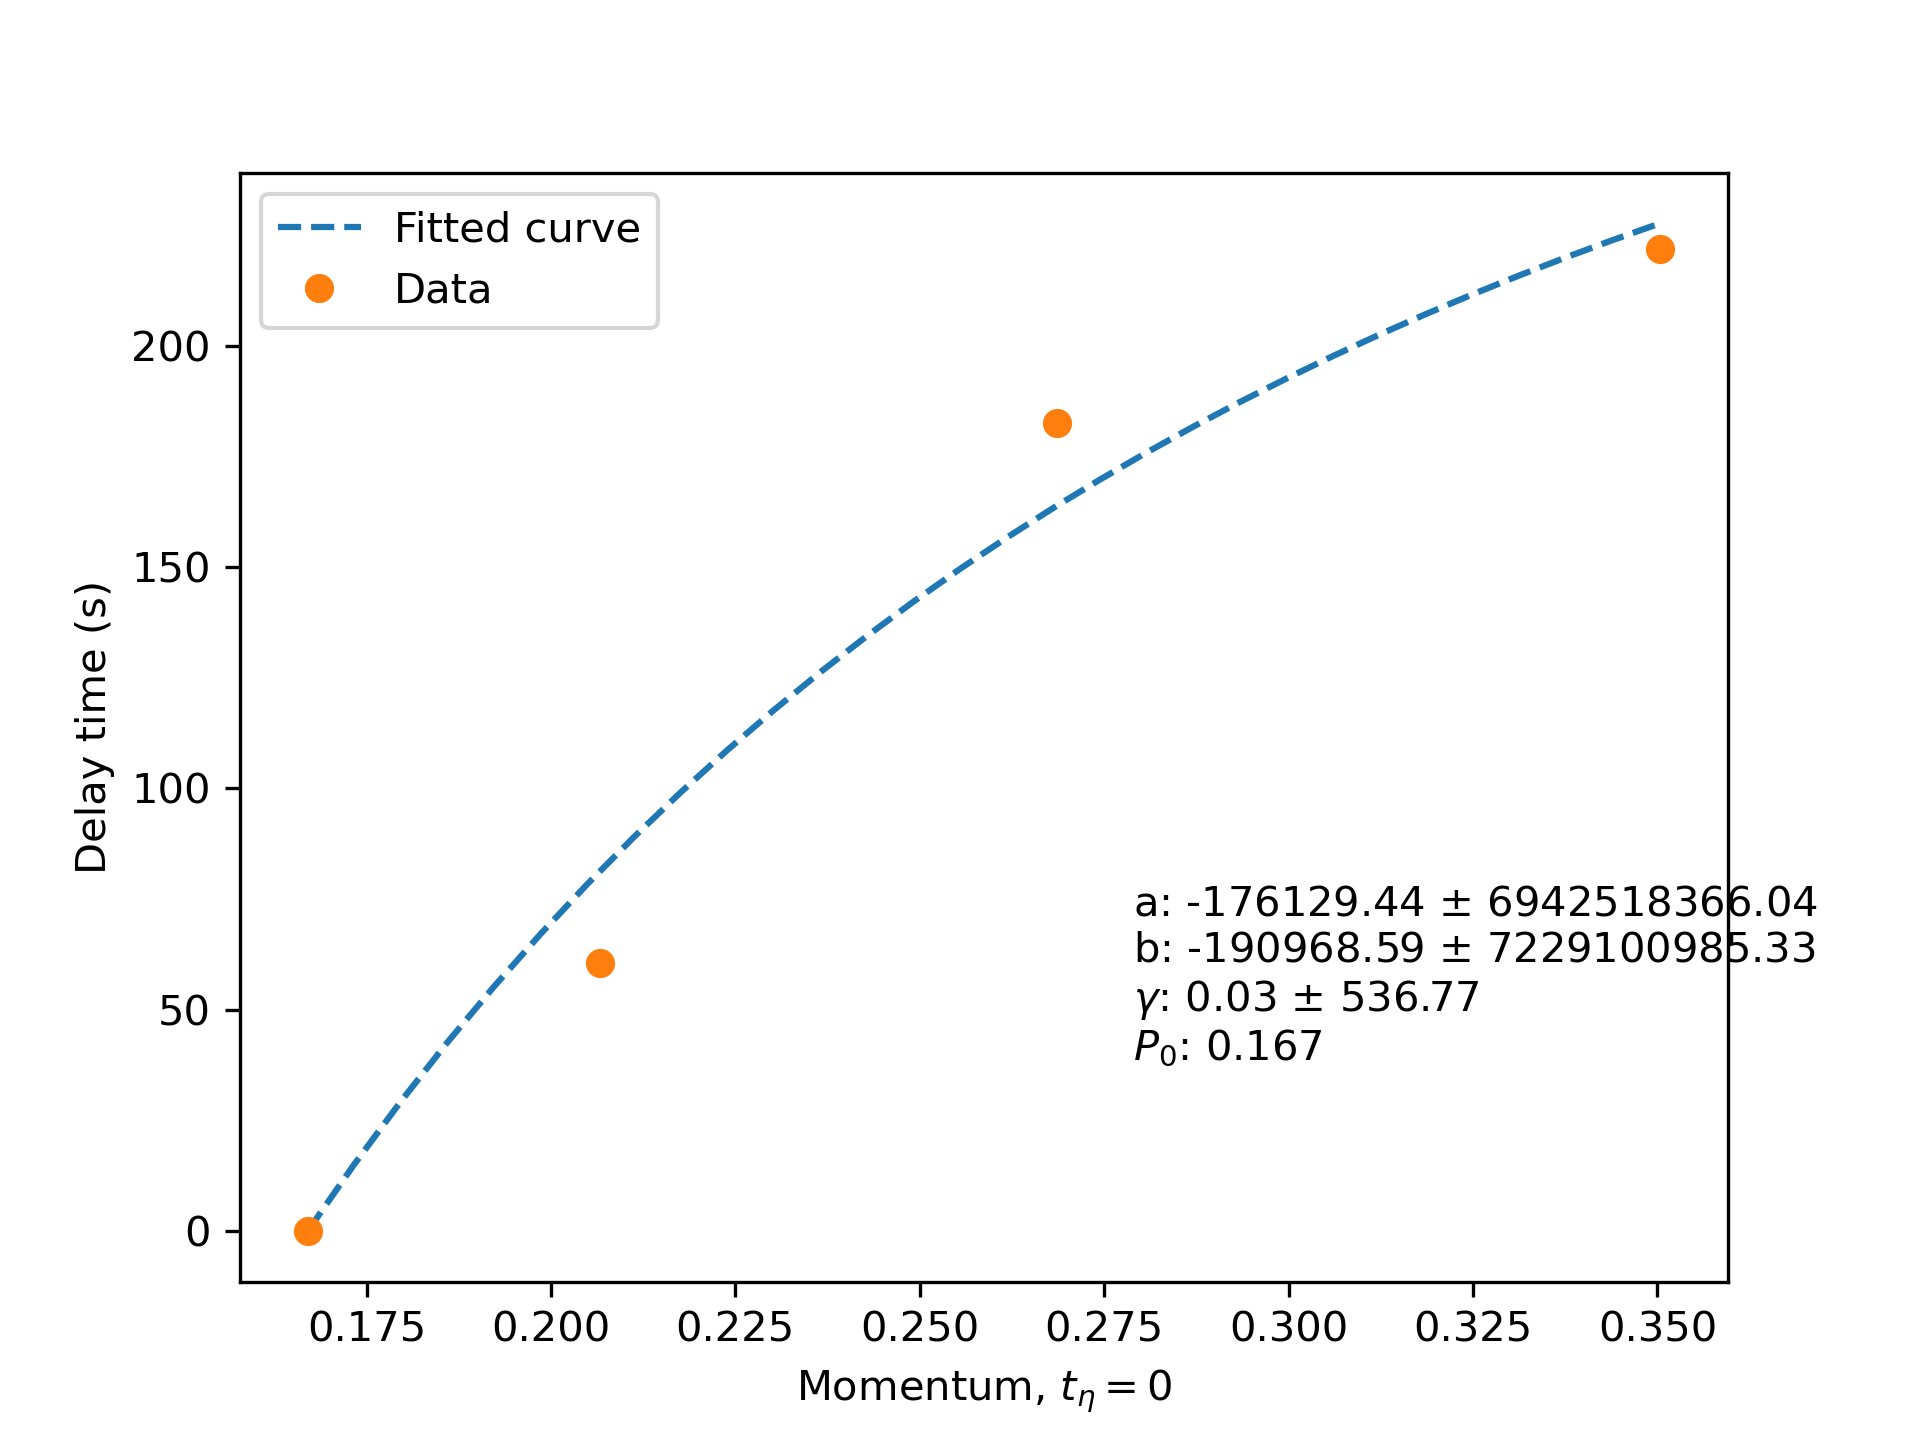 Fitted curve
Data
200
150
100
50
0
Delay time (s)
a: -176129.44 ± 6942518366.04
b: -190968.59 ± 7229100985.33
γ: 0.03 ± 536.77
P₀: 0.167
0.175 0.200 0.225 0.250 0.275 0.300 0.325 0.350
Momentum, tη = 0